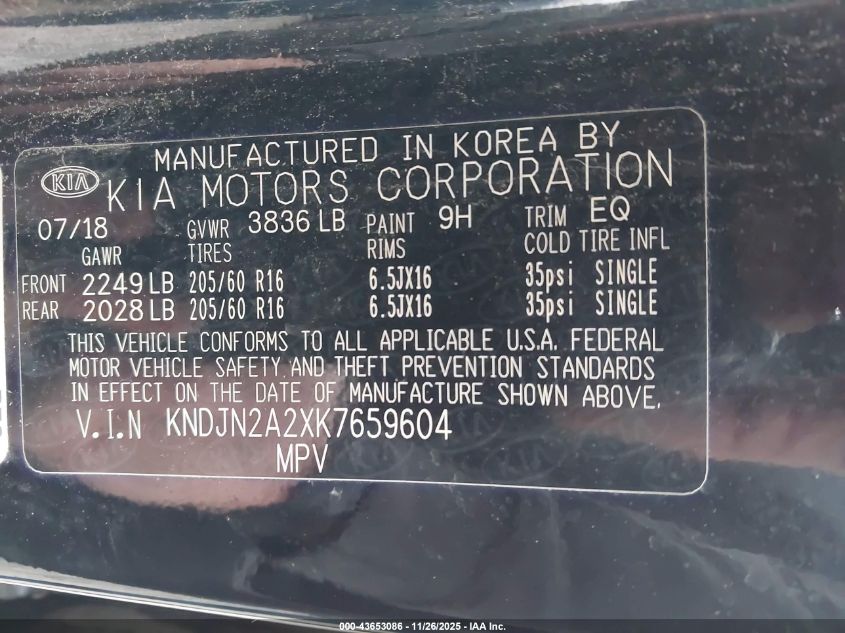 MANUFACTURED IN KOREA BY
KIA KIA MOTORS CORPORATION
07/18 GVWR 3836 LB PAINT 9H TRIM EQ
GAWR TIRES RIMS COLD TIRE INFL
FRONT 2249 LB 205/60 R16 6.5JX16 35psi SINGLE
REAR 2028 LB 205/60 R16 6.5JX16 35psi SINGLE
THIS VEHICLE CONFORMS TO ALL APPLICABLE U.S.A. FEDERAL
MOTOR VEHICLE SAFETY AND THEFT PREVENTION STANDARDS
IN EFFECT ON THE DATE OF MANUFACTURE SHOWN ABOVE.
V.I.N KNDJN2A2XK7659604
MPV
000-43653086 - 11/26/2025 - IAA Inc.